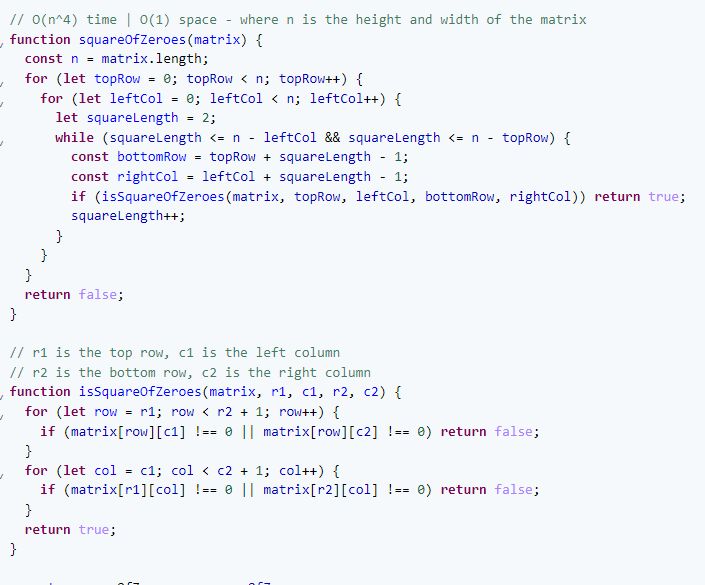 // O(n^4) time | O(1) space - where n is the height and width of the matrix
function squareOfZeroes(matrix) {
  const n = matrix.length;
  for (let topRow = 0; topRow < n; topRow++) {
    for (let leftCol = 0; leftCol < n; leftCol++) {
      let squareLength = 2;
      while (squareLength <= n - leftCol && squareLength <= n - topRow) {
        const bottomRow = topRow + squareLength - 1;
        const rightCol = leftCol + squareLength - 1;
        if (isSquareOfZeroes(matrix, topRow, leftCol, bottomRow, rightCol)) return true;
        squareLength++;
      }
    }
  }
  return false;
}
// r1 is the top row, c1 is the left column
// r2 is the bottom row, c2 is the right column
function isSquareOfZeroes(matrix, r1, c1, r2, c2) {
  for (let row = r1; row < r2 + 1; row++) {
    if (matrix[row][c1] !== 0 || matrix[row][c2] !== 0) return false;
  }
  for (let col = c1; col < c2 + 1; col++) {
    if (matrix[r1][col] !== 0 || matrix[r2][col] !== 0) return false;
  }
  return true;
}